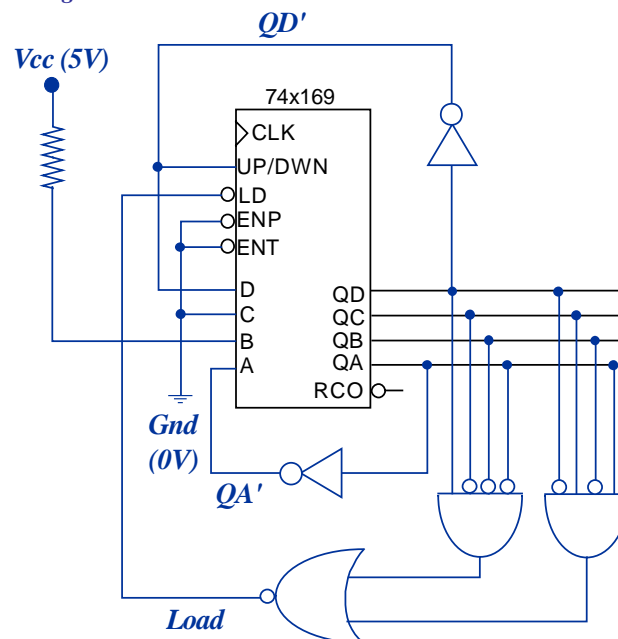 QD'
Vcc (5V)
74x169
CLK
UP/DWN
LD
ENP
ENT
D
C
B
A
QD
QC
QB
QA
RCO
Gnd
(0V)
QA'
Load